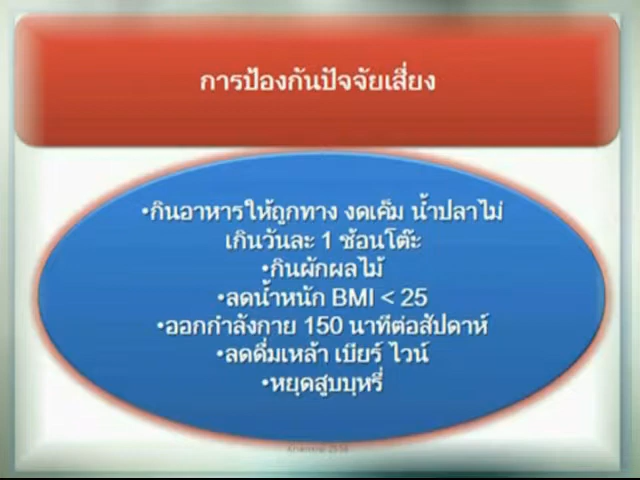 การป้องกันปัจจัยเสี่ยง
•กินอาหารให้ถูกทาง งดเค็ม น้ำปลาไม่
เกินวันละ 1 ช้อนโต๊ะ
•กินผักผลไม้
•ลดน้ำหนัก BMI < 25
•ออกกำลังกาย 150 นาทีต่อสัปดาห์
•ลดดื่มเหล้า เบียร์ ไวน์
•หยุดสูบบุหรี่